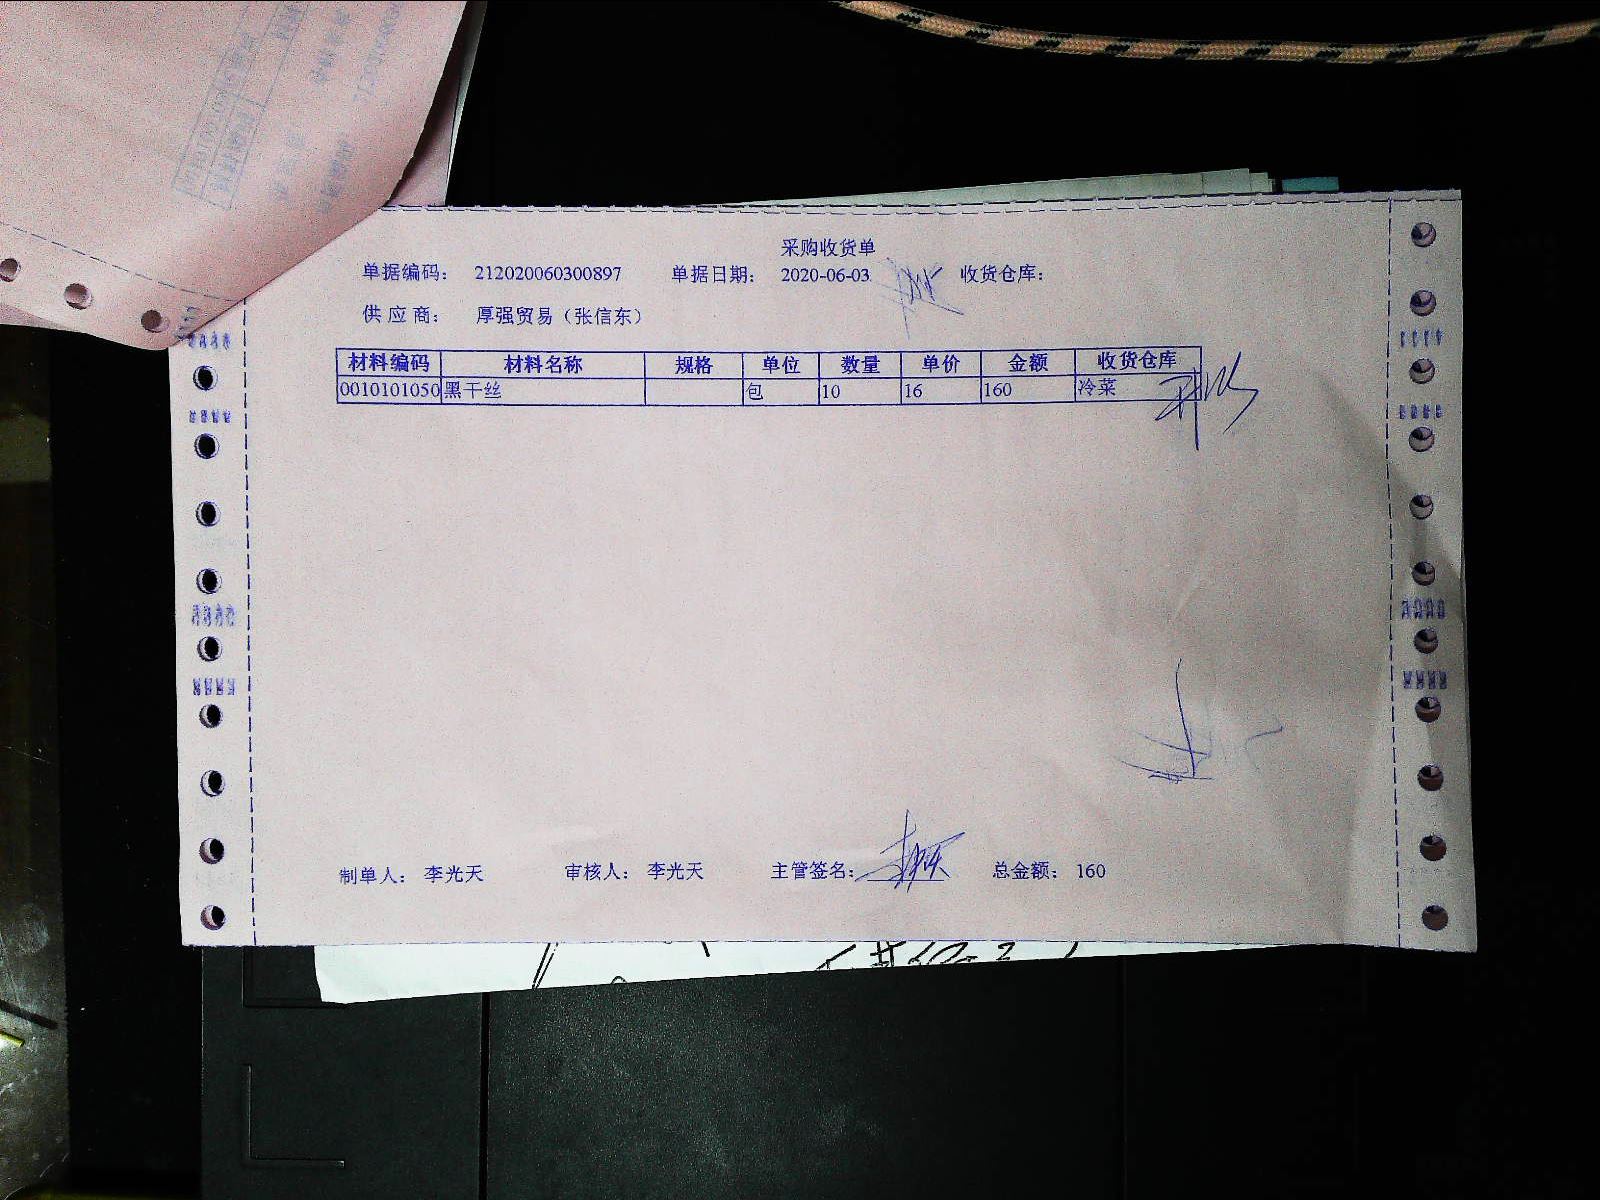 采购收货单
单据编码: 212020060300897 单据日期: 2020-06-03 收货仓库:
供应商: 厚强贸易（张信东）
材料编码 材料名称 规格 单位 数量 单价 金额 收货仓库
0010101050 黑干丝 包 10 16 160 冷菜
制单人: 李光天 审核人: 李光天 主管签名: 总金额: 160